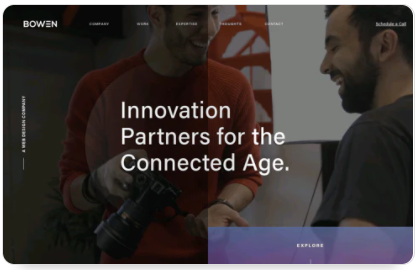 BOWEN
COMPANY
WORK
EXPERTISE
THOUGHTS
CONTACT
Schedule a Call
A WEB DESIGN COMPANY
Innovation
Partners for the
Connected Age.
EXPLORE